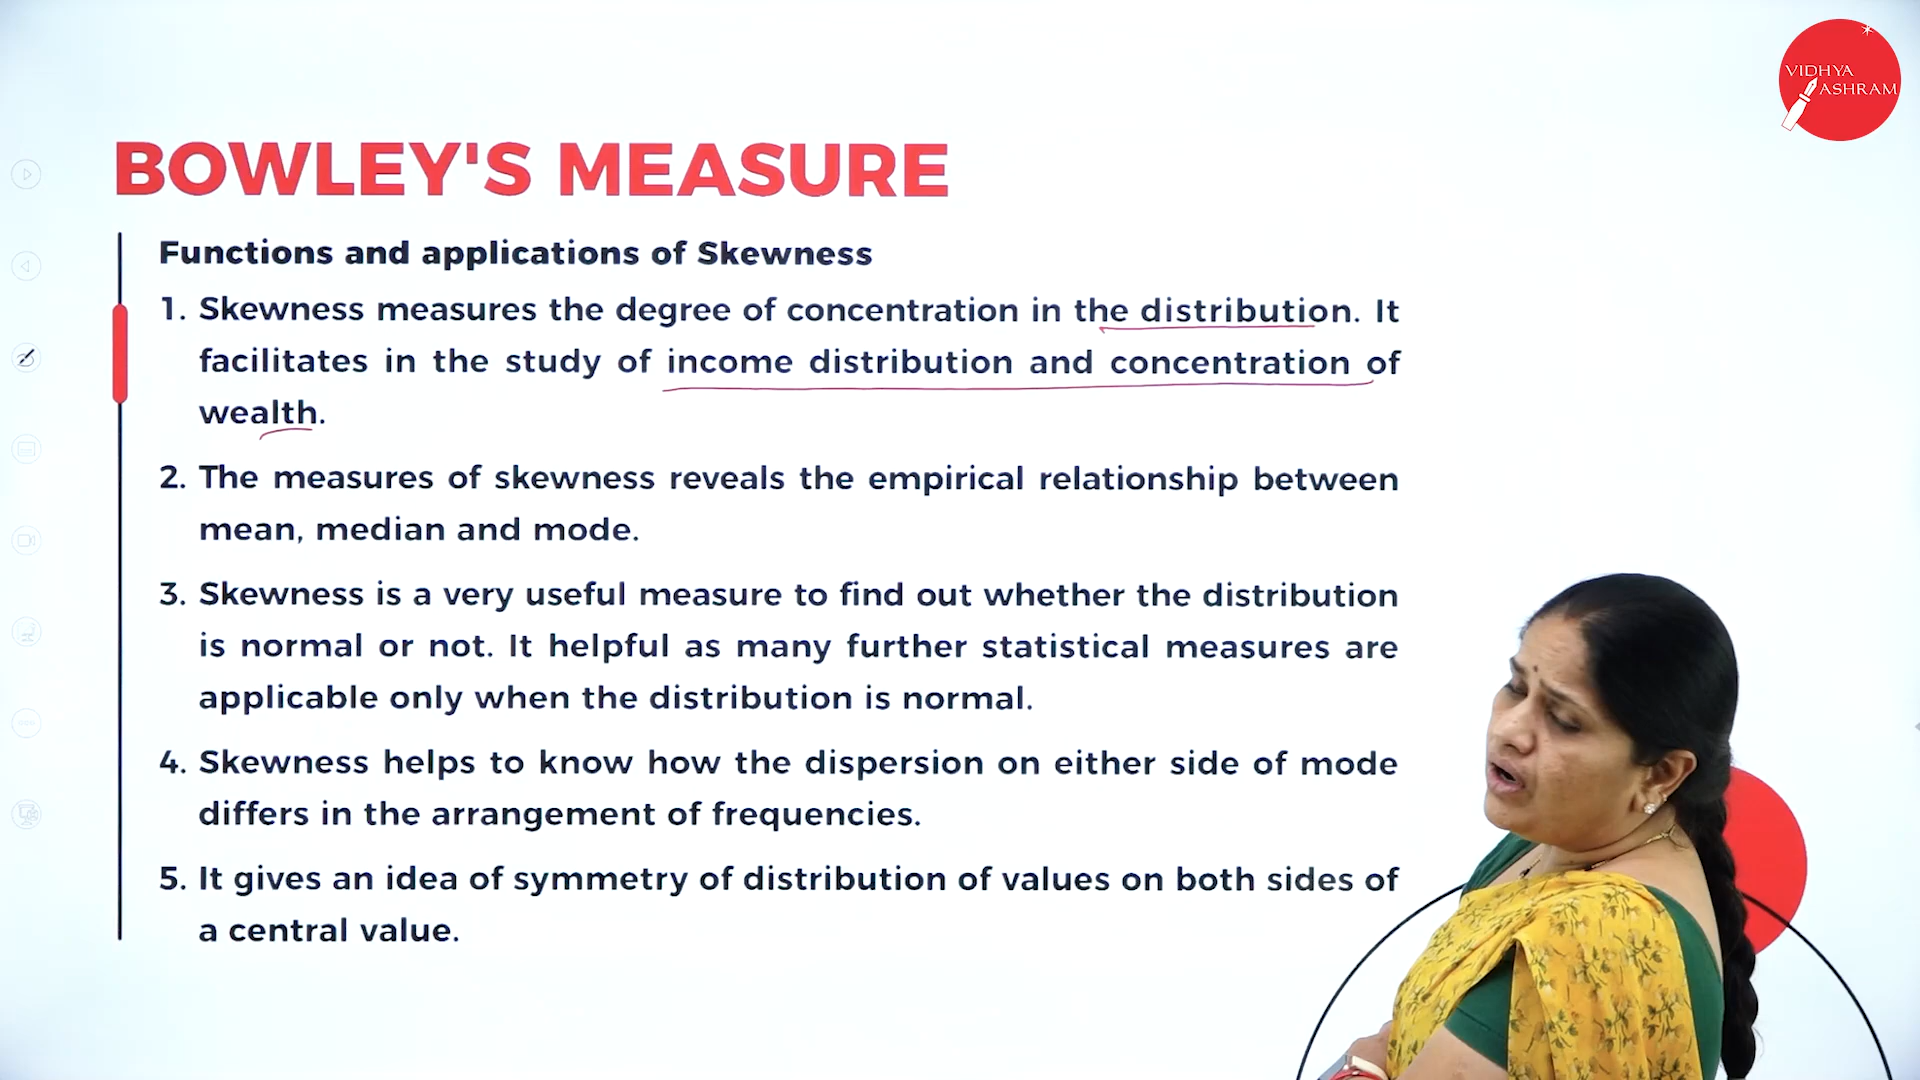 VIDHYA
ASHRAM
BOWLEY'S MEASURE
Functions and applications of Skewness
1. Skewness measures the degree of concentration in the distribution. It
facilitates in the study of income distribution and concentration of
wealth.
2. The measures of skewness reveals the empirical relationship between
mean, median and mode.
3. Skewness is a very useful measure to find out whether the distribution
is normal or not. It helpful as many further statistical measures are
applicable only when the distribution is normal.
4. Skewness helps to know how the dispersion on either side of mode
differs in the arrangement of frequencies.
5. It gives an idea of symmetry of distribution of values on both sides of
a central value.